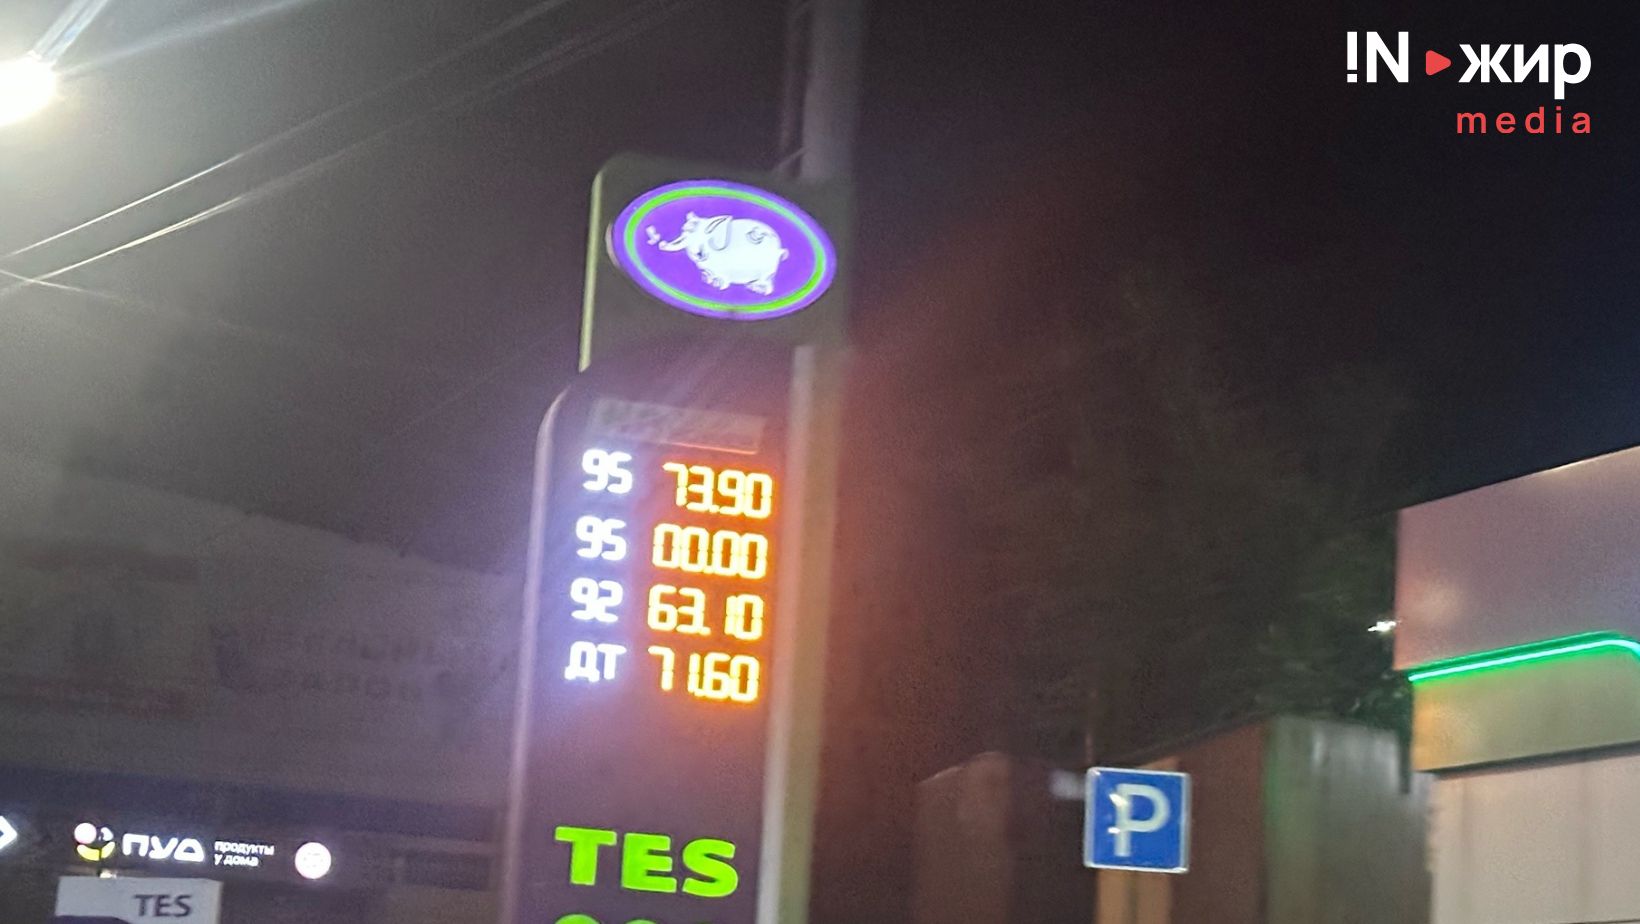 !N жир
media
95 73.90
95 00.00
92 63.10
ДТ 71.60
TES
ПУД продукты у дома
TES
P